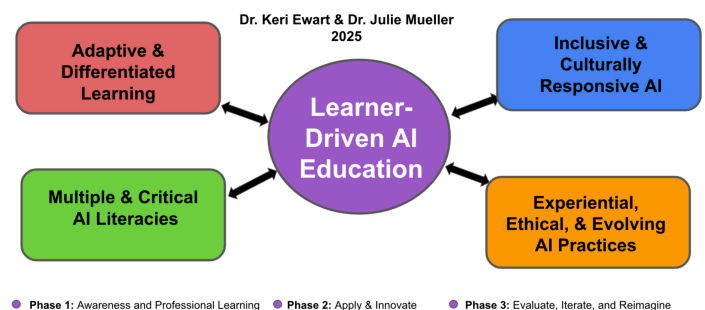 Dr. Keri Ewart & Dr. Julie Mueller
2025
Adaptive &
Differentiated
Learning
Inclusive &
Culturally
Responsive AI
Learner-
Driven AI
Education
Multiple & Critical
AI Literacies
Experiential,
Ethical, & Evolving
AI Practices
Phase 1: Awareness and Professional Learning
Phase 2: Apply & Innovate
Phase 3: Evaluate, Iterate, and Reimagine